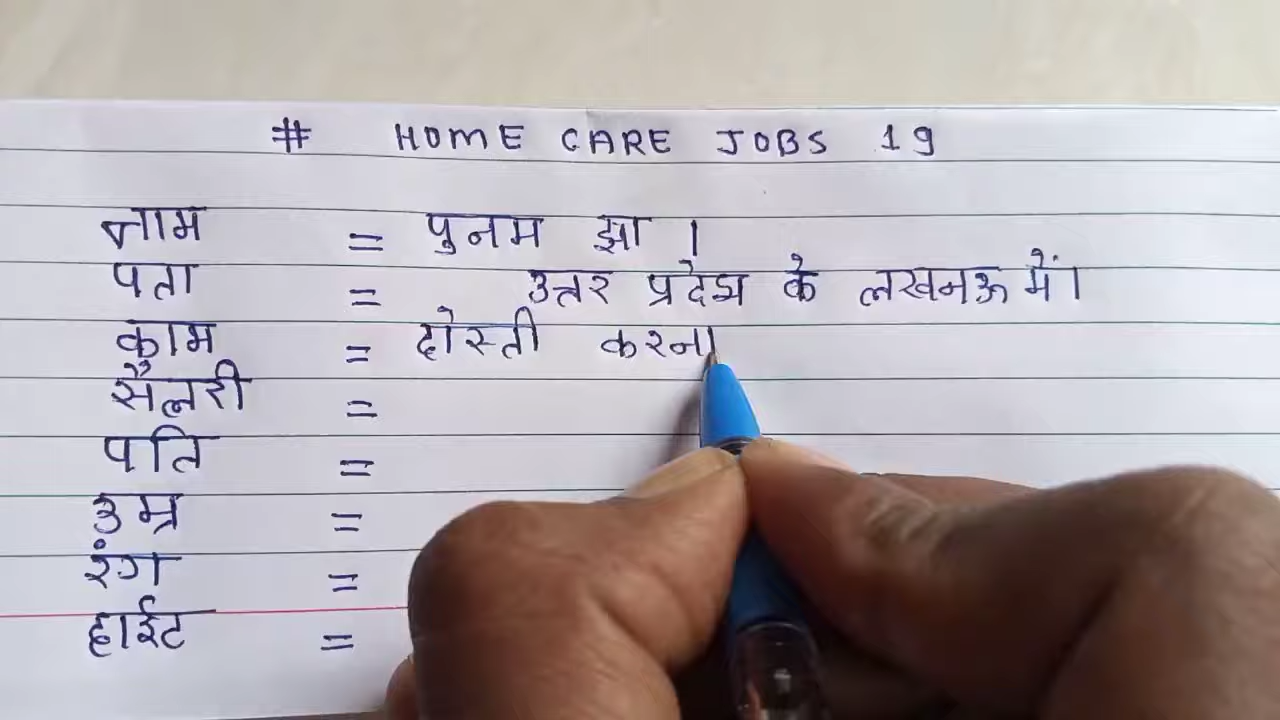 # HOME CARE JOBS 19
नाम = पुनम झा ।
पता = उत्तर प्रदेश के लखनऊ में ।
काम = दोस्ती करना
सैलरी =
पति =
उम्र =
रंग =
हाईट =